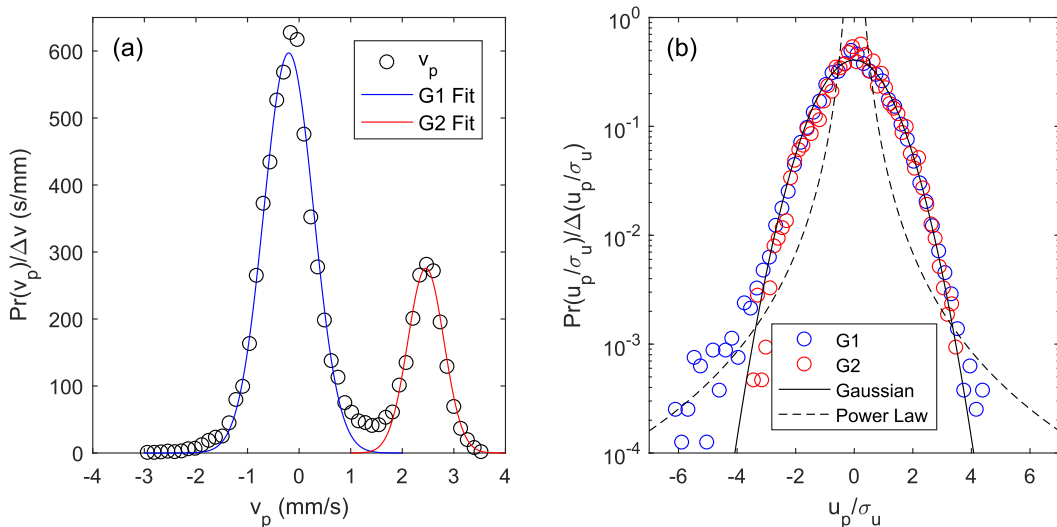 (a)
v_p
G1 Fit
G2 Fit
600
500
400
300
200
100
0
-4
-3
-2
-1
0
1
2
3
4
Pr(v_p)/Δv (s/mm)
v_p (mm/s)
(b)
10^0
10^-1
10^-2
10^-3
10^-4
G1
G2
Gaussian
Power Law
-6
-4
-2
0
2
4
6
Pr(u_p/σ_u)/Δ(u_p/σ_u)
u_p/σ_u